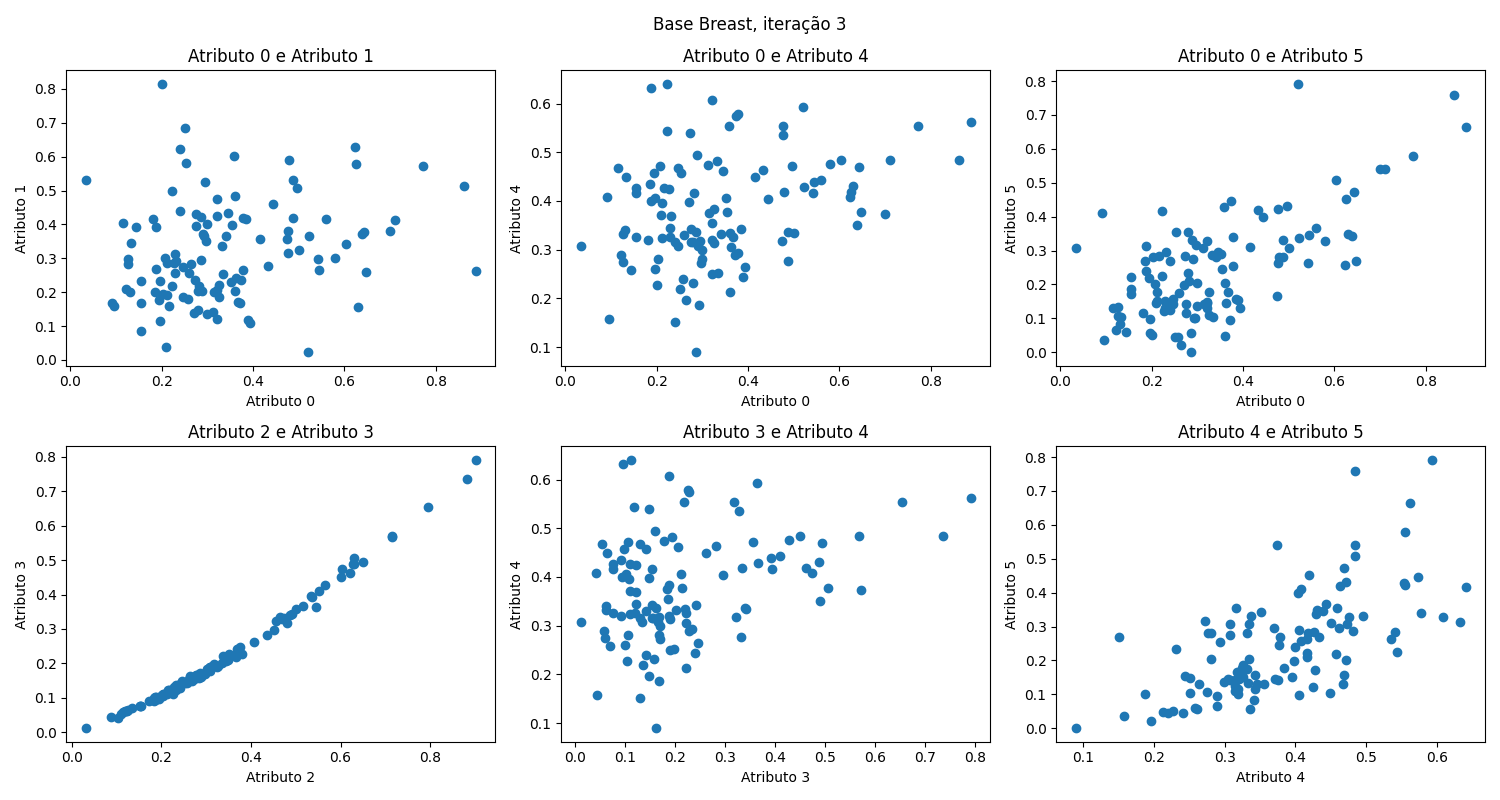 Base Breast, iteração 3
Atributo 0 e Atributo 1
Atributo 1
0.8
0.7
0.6
0.5
0.4
0.3
0.2
0.1
0.0
0.0 0.2 0.4 0.6 0.8
Atributo 0
Atributo 0 e Atributo 4
Atributo 4
0.6
0.5
0.4
0.3
0.2
0.1
0.0 0.2 0.4 0.6 0.8
Atributo 0
Atributo 0 e Atributo 5
Atributo 5
0.8
0.7
0.6
0.5
0.4
0.3
0.2
0.1
0.0
0.0 0.2 0.4 0.6 0.8
Atributo 0
Atributo 2 e Atributo 3
Atributo 3
0.8
0.7
0.6
0.5
0.4
0.3
0.2
0.1
0.0
0.0 0.2 0.4 0.6 0.8
Atributo 2
Atributo 3 e Atributo 4
Atributo 4
0.6
0.5
0.4
0.3
0.2
0.1
0.0 0.1 0.2 0.3 0.4 0.5 0.6 0.7 0.8
Atributo 3
Atributo 4 e Atributo 5
Atributo 5
0.8
0.7
0.6
0.5
0.4
0.3
0.2
0.1
0.0
0.1 0.2 0.3 0.4 0.5 0.6
Atributo 4